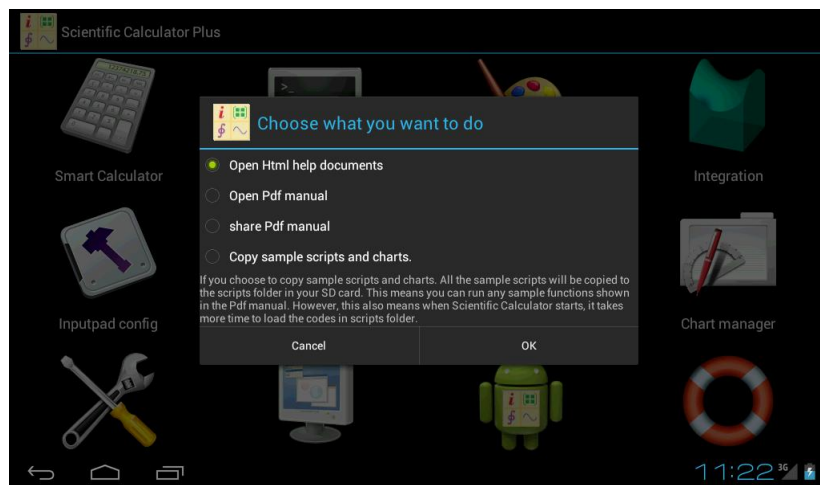 Scientific Calculator Plus
Choose what you want to do
Open Html help documents
Open Pdf manual
share Pdf manual
Copy sample scripts and charts.
If you choose to copy sample scripts and charts. All the sample scripts will be copied to
the scripts folder in your SD card. This means you can run any sample functions shown
in the Pdf manual. However, this also means when Scientific Calculator starts, it takes
more time to load the codes in scripts folder.
Cancel OK
Smart Calculator
Integration
Inputpad config
Chart manager
11:22 3G